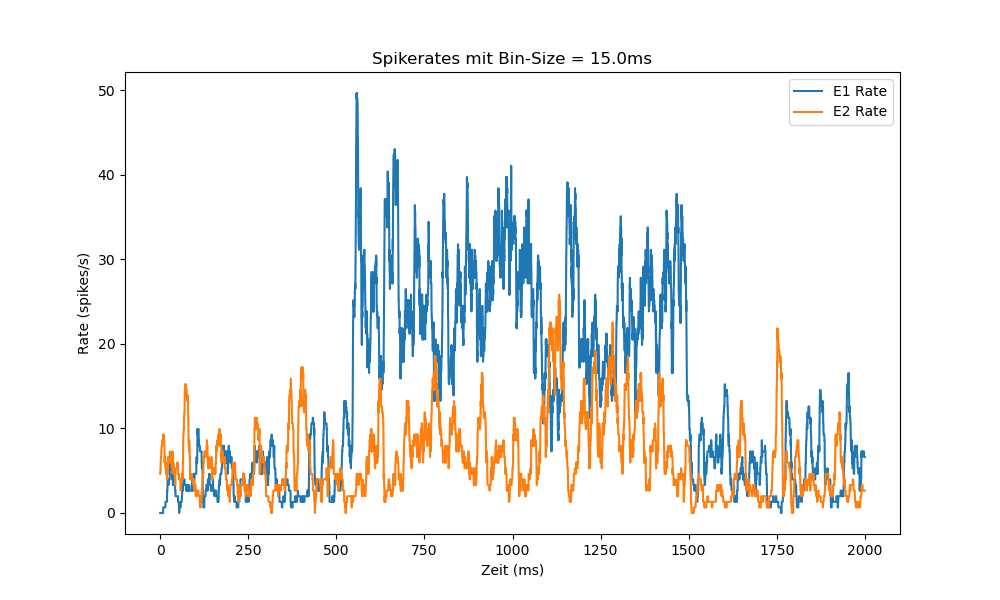 Spikerates mit Bin-Size = 15.0ms
E1 Rate
E2 Rate
Rate (spikes/s)
50
40
30
20
10
0
0 250 500 750 1000 1250 1500 1750 2000
Zeit (ms)